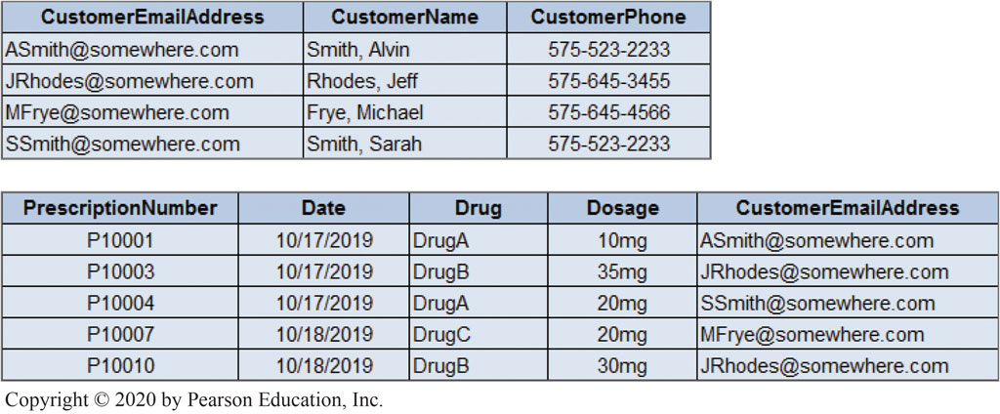 CustomerEmailAddress CustomerName CustomerPhone
ASmith@somewhere.com Smith, Alvin 575-523-2233
JRhodes@somewhere.com Rhodes, Jeff 575-645-3455
MFrye@somewhere.com Frye, Michael 575-645-4566
SSmith@somewhere.com Smith, Sarah 575-523-2233
PrescriptionNumber Date Drug Dosage CustomerEmailAddress
P10001 10/17/2019 DrugA 10mg ASmith@somewhere.com
P10003 10/17/2019 DrugB 35mg JRhodes@somewhere.com
P10004 10/17/2019 DrugA 20mg SSmith@somewhere.com
P10007 10/18/2019 DrugC 20mg MFrye@somewhere.com
P10010 10/18/2019 DrugB 30mg JRhodes@somewhere.com
Copyright © 2020 by Pearson Education, Inc.